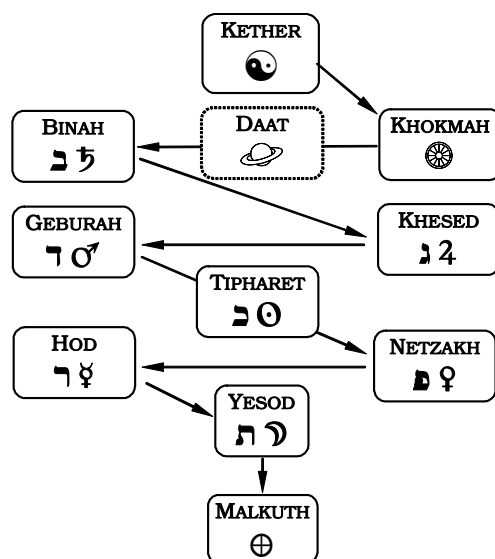 KETHER
☯
BINAH
ב ♄
DAAT
KHOKMAH
☸
GEBURAH
ד ♂
KHESED
ג ♃
TIPHARET
כ ☉
HOD
ר ☿
NETZAKH
פ ♀
YESOD
ת ☽
MALKUTH
⊕